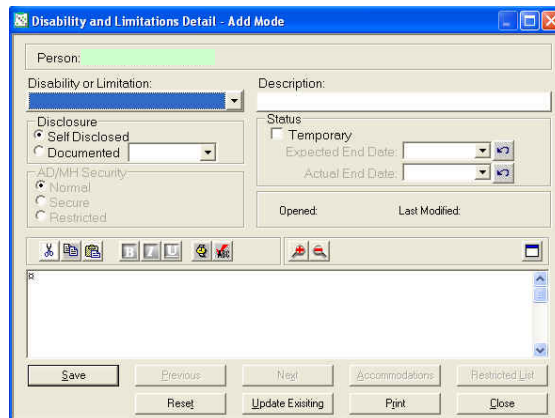 Disability and Limitations Detail - Add Mode
Person:
Disability or Limitation:
Description:
Disclosure
Self Disclosed
Documented
Status
Temporary
Expected End Date:
Actual End Date:
AD/MH Security
Normal
Secure
Restricted
Opened: Last Modified:
B I U ABC
Save Previous Next Accommodations Restricted List
Reset Update Exisiting Print Close